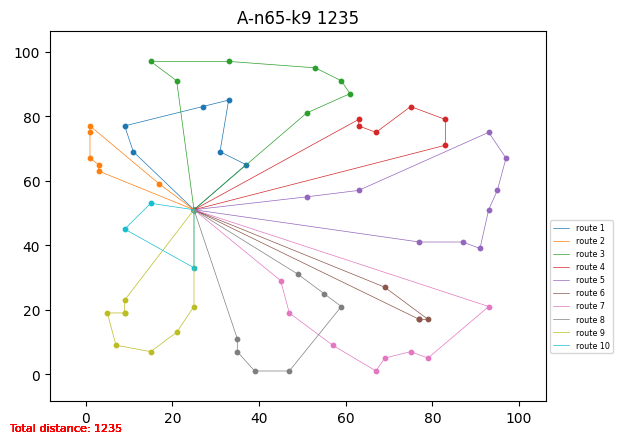 A-n65-k9 1235
100
80
60
40
20
0
0 20 40 60 80 100
route 1
route 2
route 3
route 4
route 5
route 6
route 7
route 8
route 9
route 10
Total distance: 1235